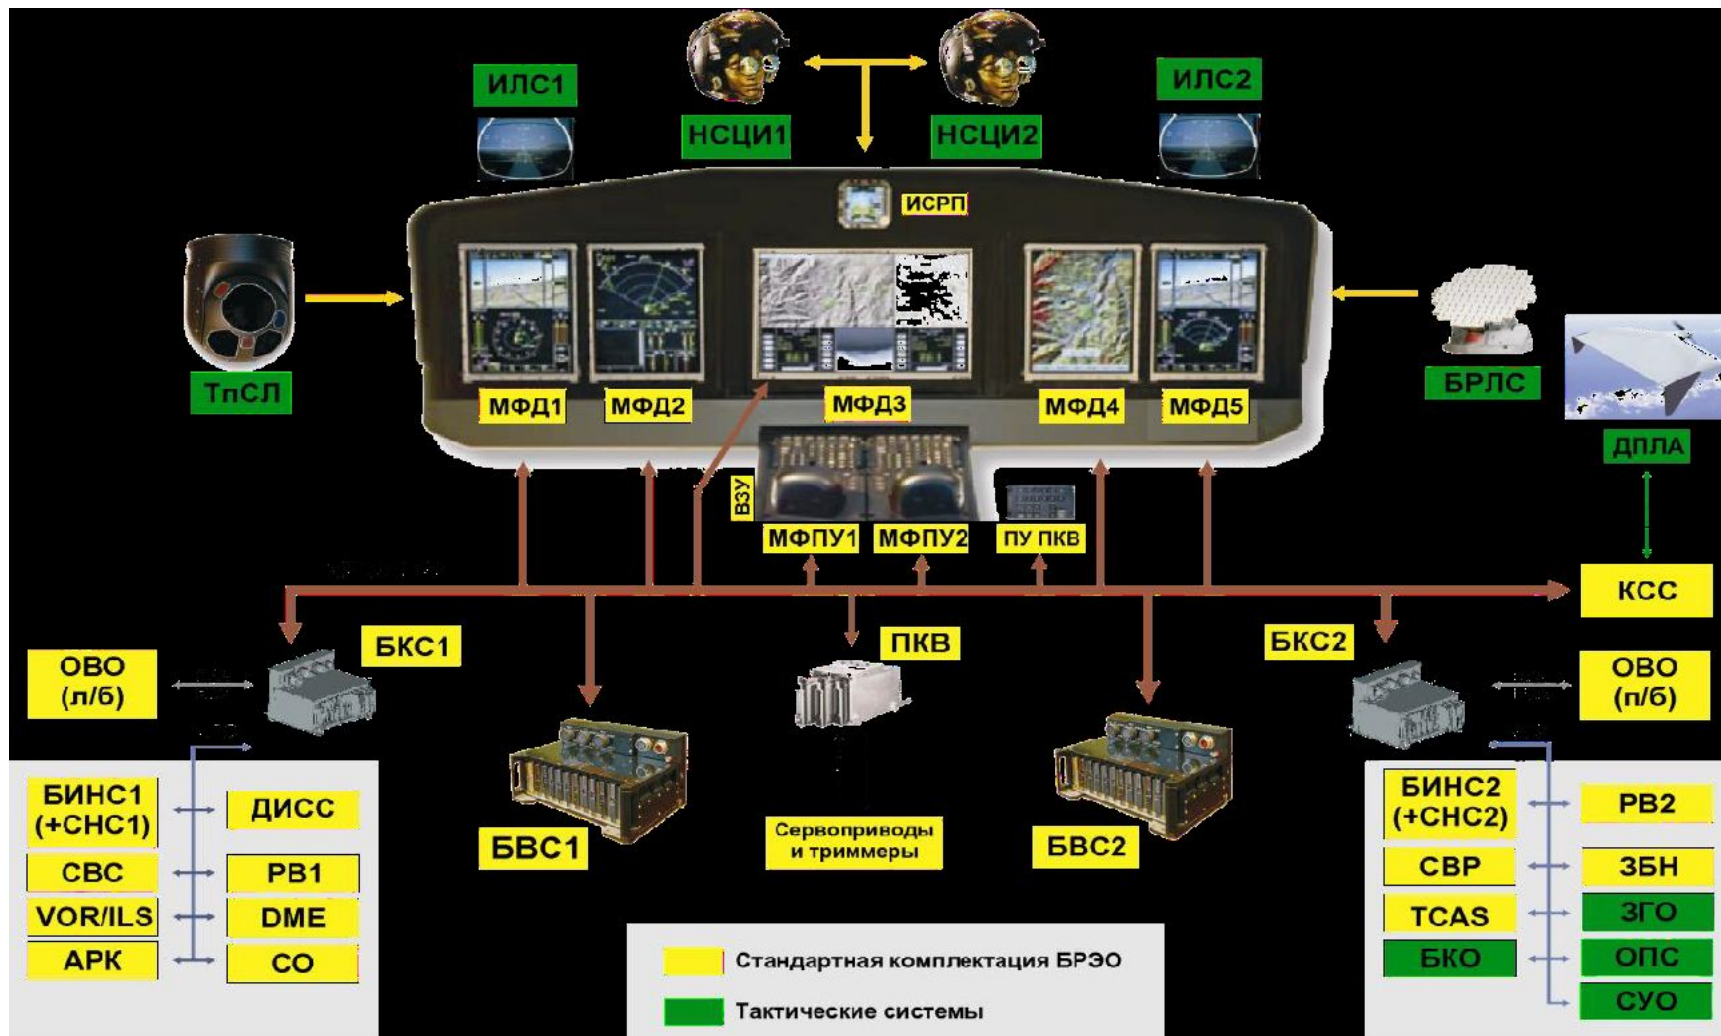 ИЛС1
ИЛС2
НСЦИ1
НСЦИ2
ИСРП
ТпСЛ
МФД1
МФД2
МФД3
МФД4
МФД5
БРЛС
ДПЛА
ВЗУ
МФПУ1
МФПУ2
ПУ ПКВ
КСС
БКС1
ПКВ
БКС2
ОВО
(л/б)
ОВО
(п/б)
БВС1
Сервоприводы
и триммеры
БВС2
БИНС1
(+СНС1)
ДИСС
СВС
РВ1
VOR/ILS
DME
АРК
СО
БИНС2
(+СНС2)
РВ2
СВР
ЗБН
TCAS
ЗГО
БКО
ОПС
СУО
Стандартная комплектация БРЭО
Тактические системы